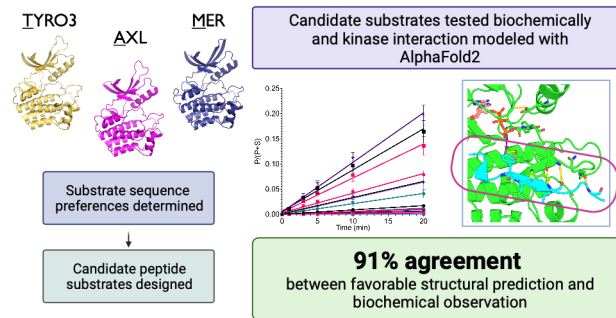 TYRO3
AXL
MER
Substrate sequence
preferences determined
Candidate peptide
substrates designed
Candidate substrates tested biochemically
and kinase interaction modeled with
AlphaFold2
P/(P+S)
0.25
0.20
0.15
0.10
0.05
0.00
0
5
10
15
20
Time (min)
91% agreement
between favorable structural prediction and
biochemical observation